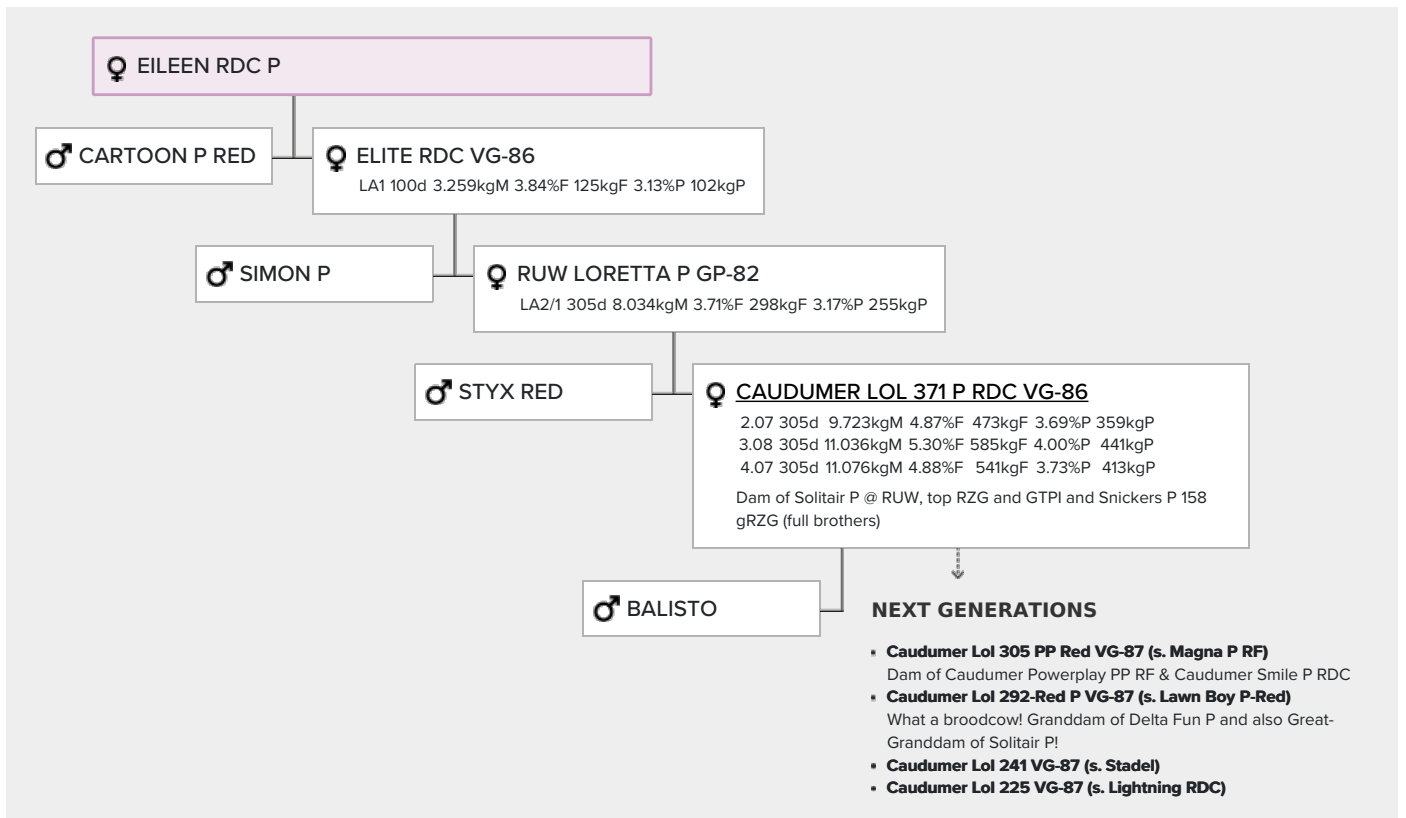 EILEEN RDC P
CARTOON P RED
ELITE RDC VG-86
LA1 100d 3.259kgM 3.84%F 125kgF 3.13%P 102kgP
SIMON P
RUW LORETTA P GP-82
LA2/1 305d 8.034kgM 3.71%F 298kgF 3.17%P 255kgP
STYX RED
CAUDUMER LOL 371 P RDC VG-86
2.07 305d 9.723kgM 4.87%F 473kgF 3.69%P 359kgP
3.08 305d 11.036kgM 5.30%F 585kgF 4.00%P 441kgP
4.07 305d 11.076kgM 4.88%F 541kgF 3.73%P 413kgP
Dam of Solitair P @ RUW, top RZG and GTPI and Snickers P 158
gRZG (full brothers)
BALISTO
NEXT GENERATIONS
Caudumer Lol 305 PP Red VG-87 (s. Magna P RF)
Dam of Caudumer Powerplay PP RF & Caudumer Smile P RDC
Caudumer Lol 292-Red P VG-87 (s. Lawn Boy P-Red)
What a broodcow! Granddam of Delta Fun P and also Great-
Granddam of Solitair P!
Caudumer Lol 241 VG-87 (s. Stadel)
Caudumer Lol 225 VG-87 (s. Lightning RDC)